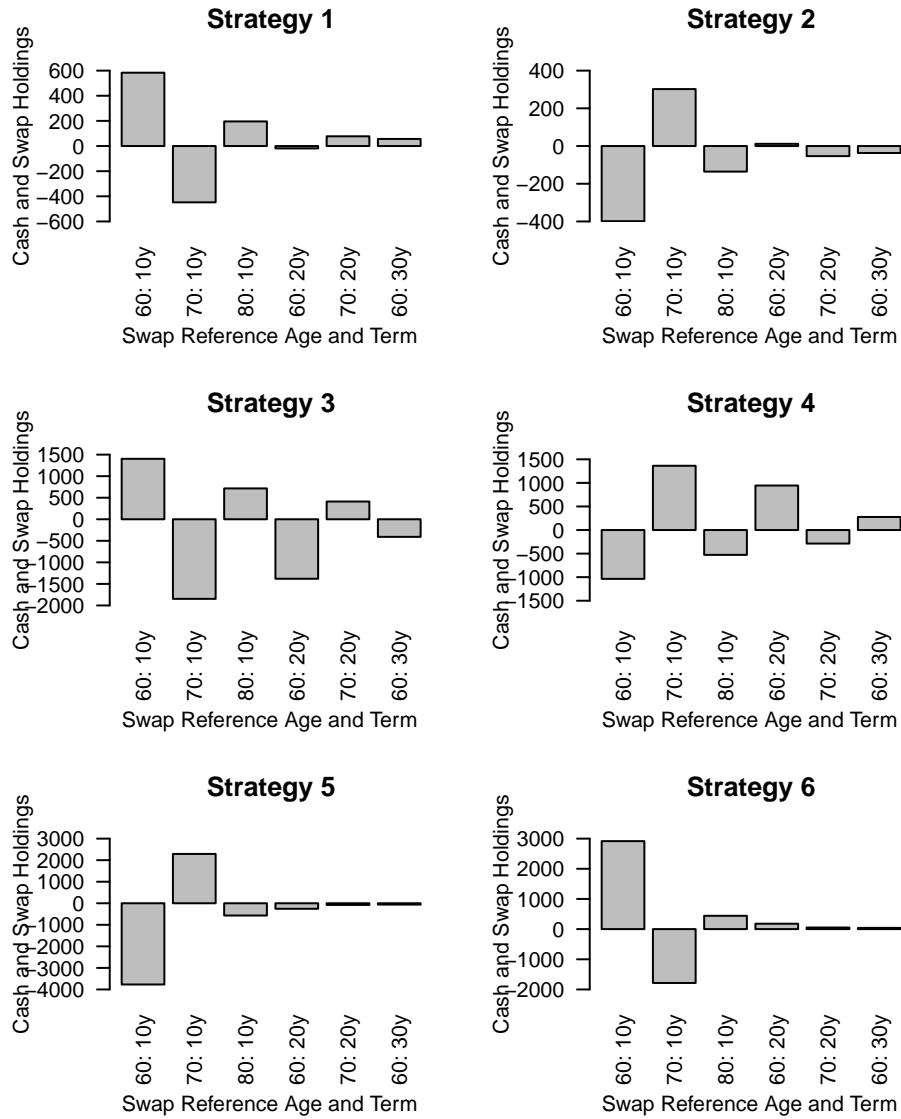 Strategy 1
Cash and Swap Holdings
600
400
200
0
−200
−400
−600
60: 10y
70: 10y
80: 10y
60: 20y
70: 20y
60: 30y
Swap Reference Age and Term
Strategy 2
Cash and Swap Holdings
400
200
0
−200
−400
60: 10y
70: 10y
80: 10y
60: 20y
70: 20y
60: 30y
Swap Reference Age and Term
Strategy 3
Cash and Swap Holdings
1500
1000
500
0
−500
−1000
−1500
−2000
60: 10y
70: 10y
80: 10y
60: 20y
70: 20y
60: 30y
Swap Reference Age and Term
Strategy 4
Cash and Swap Holdings
1500
1000
500
0
−500
−1000
−1500
60: 10y
70: 10y
80: 10y
60: 20y
70: 20y
60: 30y
Swap Reference Age and Term
Strategy 5
Cash and Swap Holdings
3000
2000
1000
0
−1000
−2000
−3000
−4000
60: 10y
70: 10y
80: 10y
60: 20y
70: 20y
60: 30y
Swap Reference Age and Term
Strategy 6
Cash and Swap Holdings
3000
2000
1000
0
−1000
−2000
60: 10y
70: 10y
80: 10y
60: 20y
70: 20y
60: 30y
Swap Reference Age and Term